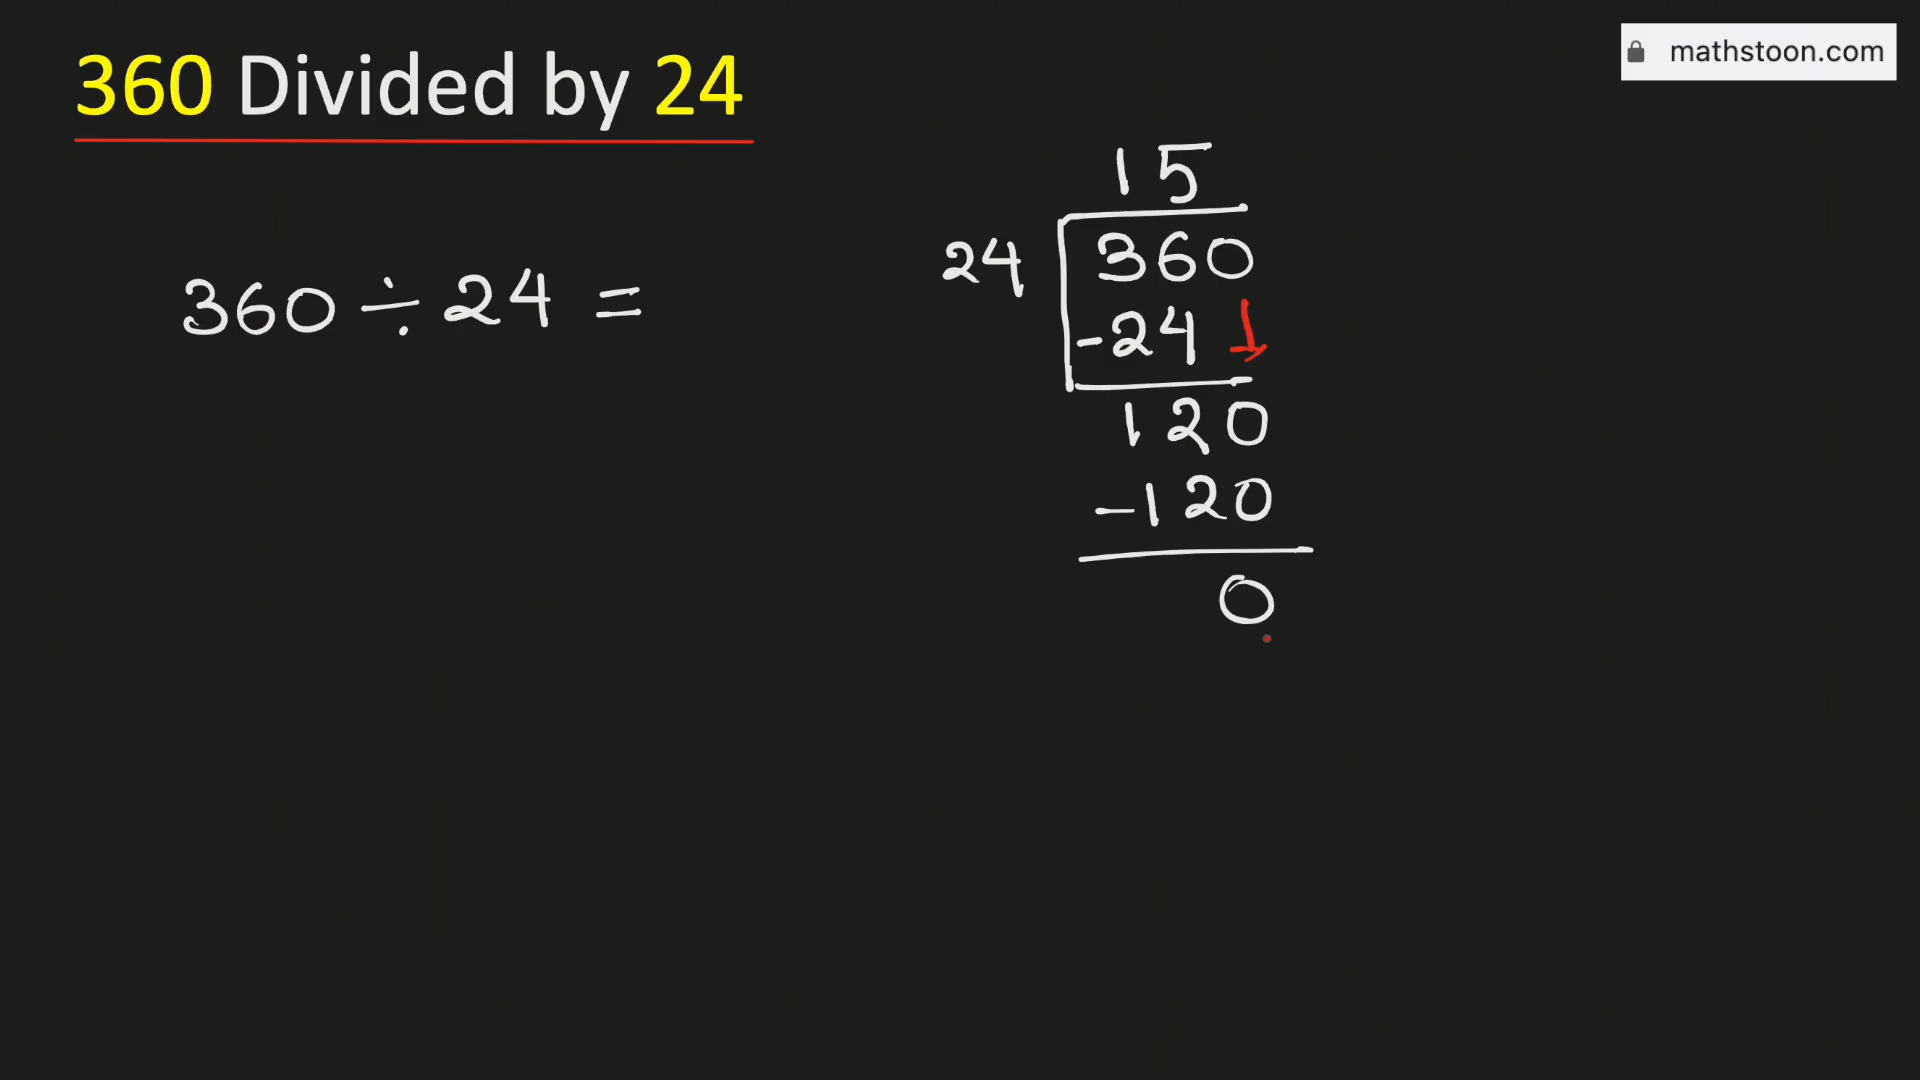 360 Divided by 24
mathstoon.com
360 ÷ 24 =
15
24 360
-24
120
-120
0